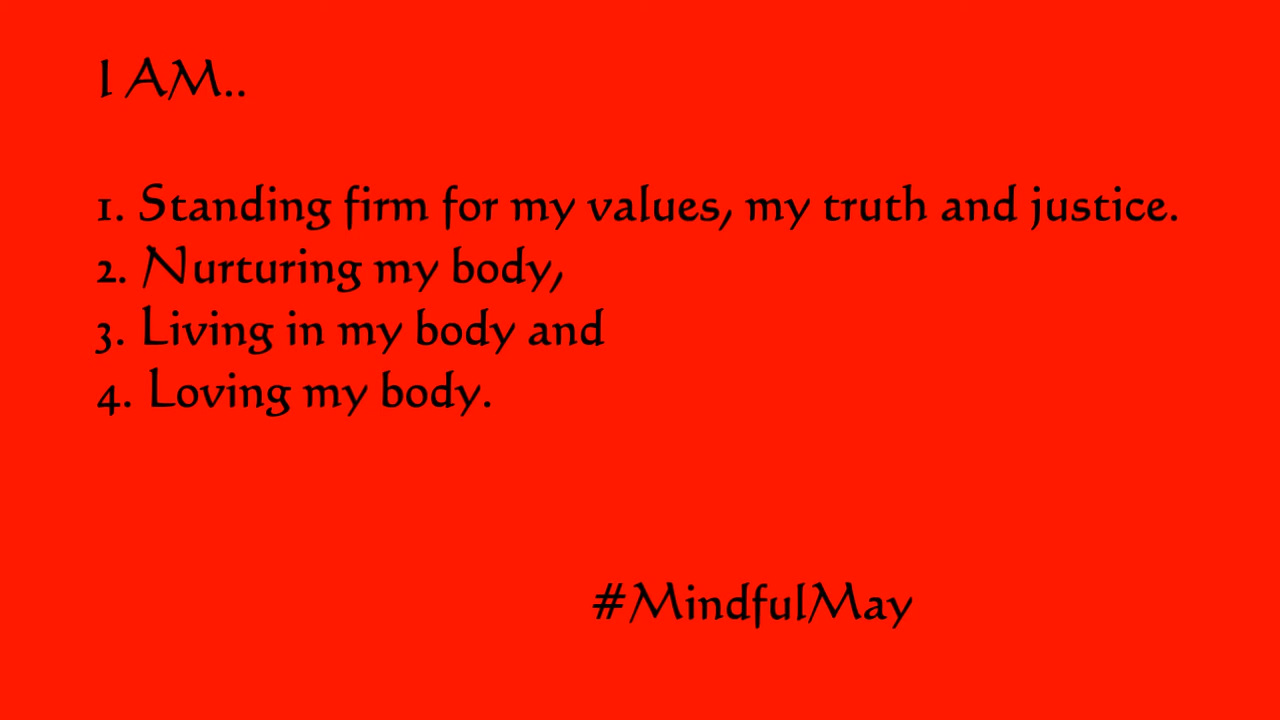 I AM..
1. Standing firm for my values, my truth and justice.
2. Nurturing my body,
3. Living in my body and
4. Loving my body.
#MindfulMay